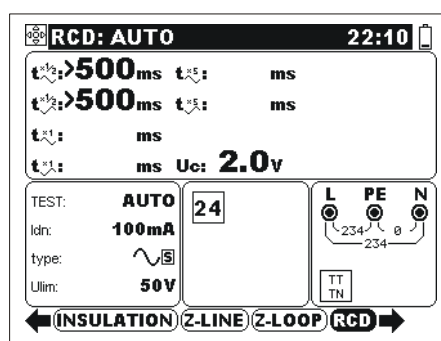 RCD: AUTO 22:10
t×½:>500ms t×5: ms
t×½:>500ms t×5: ms
t×1: ms
t×1: ms Uc: 2.0V
TEST: AUTO
Idn: 100mA
type: S
Ulim: 50V
24
L PE N
234 0
234
TT
TN
INSULATION Z-LINE Z-LOOP RCD